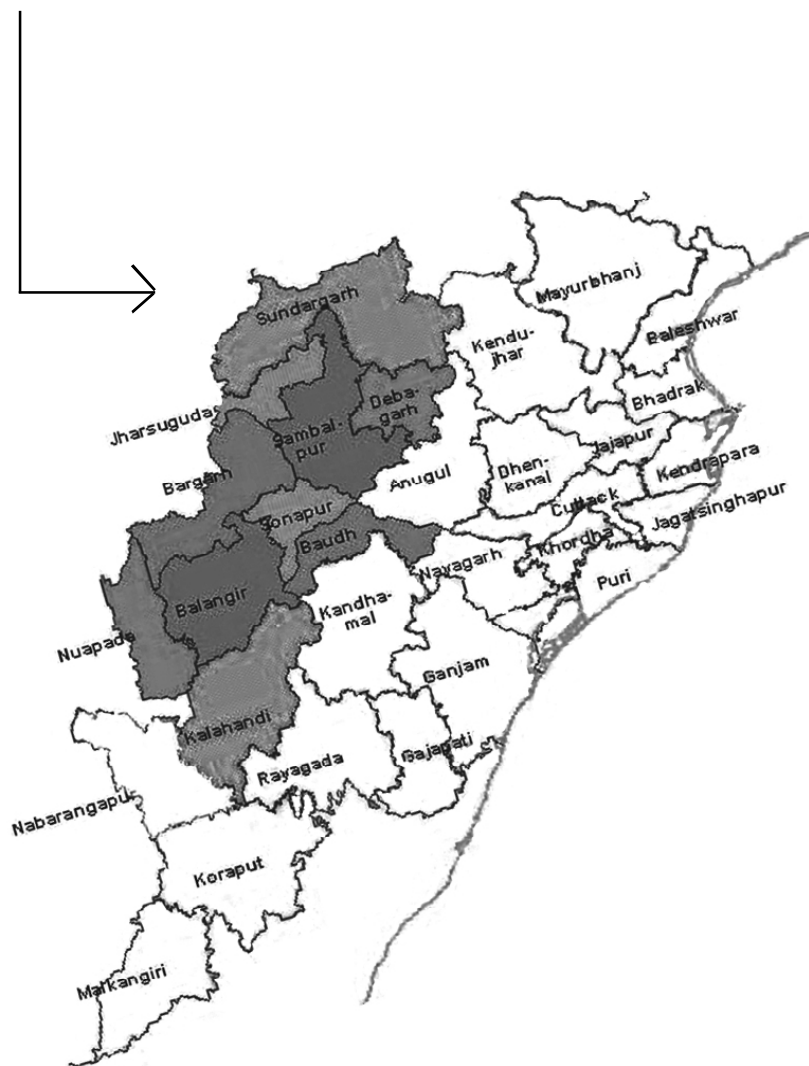 Mayurbhanj
Sundargarh
Baleshwar
Kendu-
jhar
Bhadrak
Deba-
garh
Jharsuguda
Sambal-
pur
Jajapur
Kendrapara
Bargarh
Anugul
Dhen-
kanal
Cuttack
Jagatsinghapur
Sonapur
Baudh
Khordha
Nayagarh
Puri
Balangir
Kandha-
mal
Nuapada
Ganjam
Kalahandi
Gajapati
Rayagada
Nabarangapur
Koraput
Malkangiri